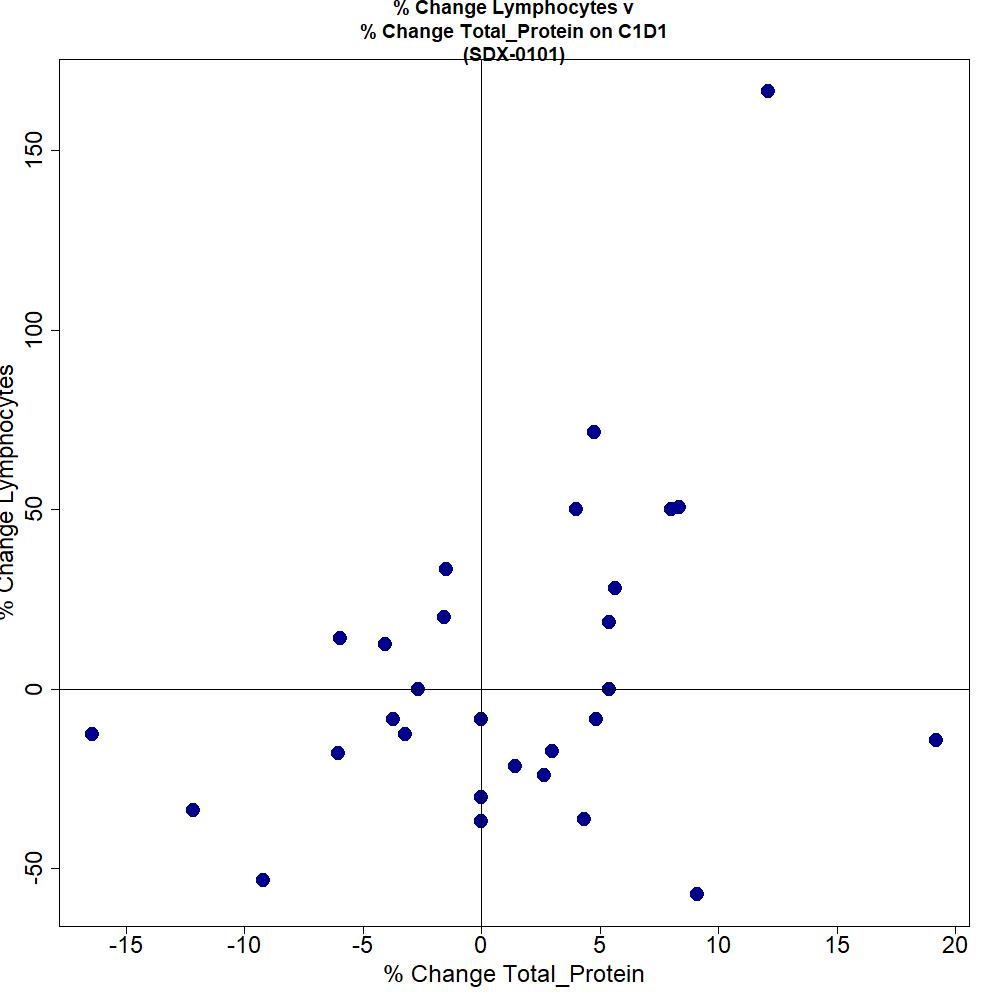 % Change Lymphocytes v
% Change Total_Protein on C1D1
(SDX-0101)
% Change Lymphocytes
150
100
50
0
-50
-15
-10
-5
0
5
10
15
20
% Change Total_Protein